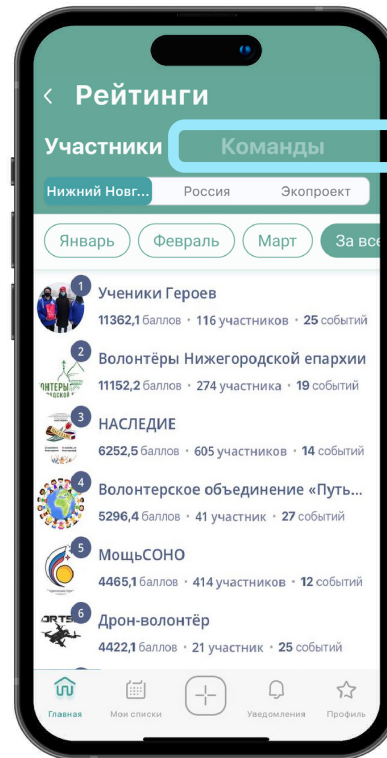 Рейтинги
Участники Команды
Нижний Новг... Россия Экопроект
Январь Февраль Март За все
1 Ученики Героев
11362,1 баллов · 116 участников · 25 событий
2 Волонтёры Нижегородской епархии
11152,2 баллов · 274 участника · 19 событий
3 НАСЛЕДИЕ
6252,5 баллов · 605 участников · 14 событий
4 Волонтерское объединение «Путь...
5296,4 баллов · 41 участник · 27 событий
5 МощьСОНО
4465,1 баллов · 414 участников · 12 событий
6 Дрон-волонтёр
4422,1 баллов · 21 участник · 25 событий
Главная Мои списки Уведомления Профиль